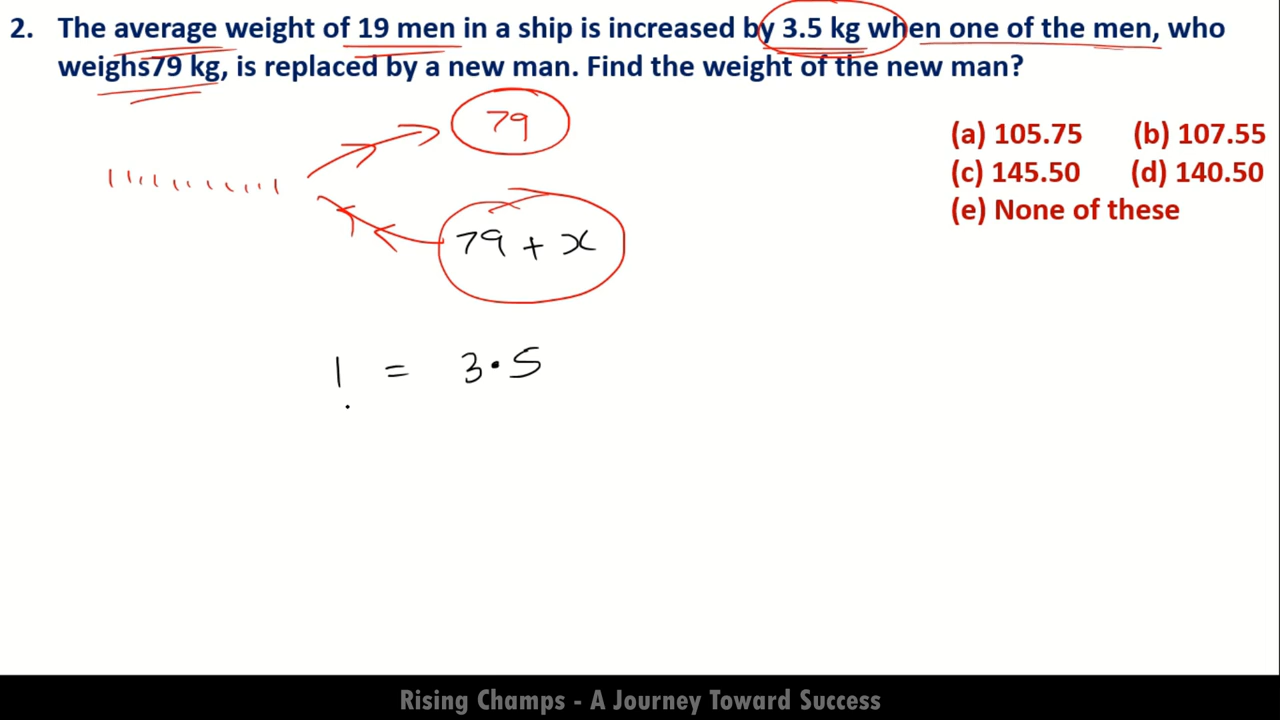 2. The average weight of 19 men in a ship is increased by 3.5 kg when one of the men, who
weighs79 kg, is replaced by a new man. Find the weight of the new man?
79
(a) 105.75 (b) 107.55
(c) 145.50 (d) 140.50
(e) None of these
79 + x
1 = 3.5
Rising Champs - A Journey Toward Success